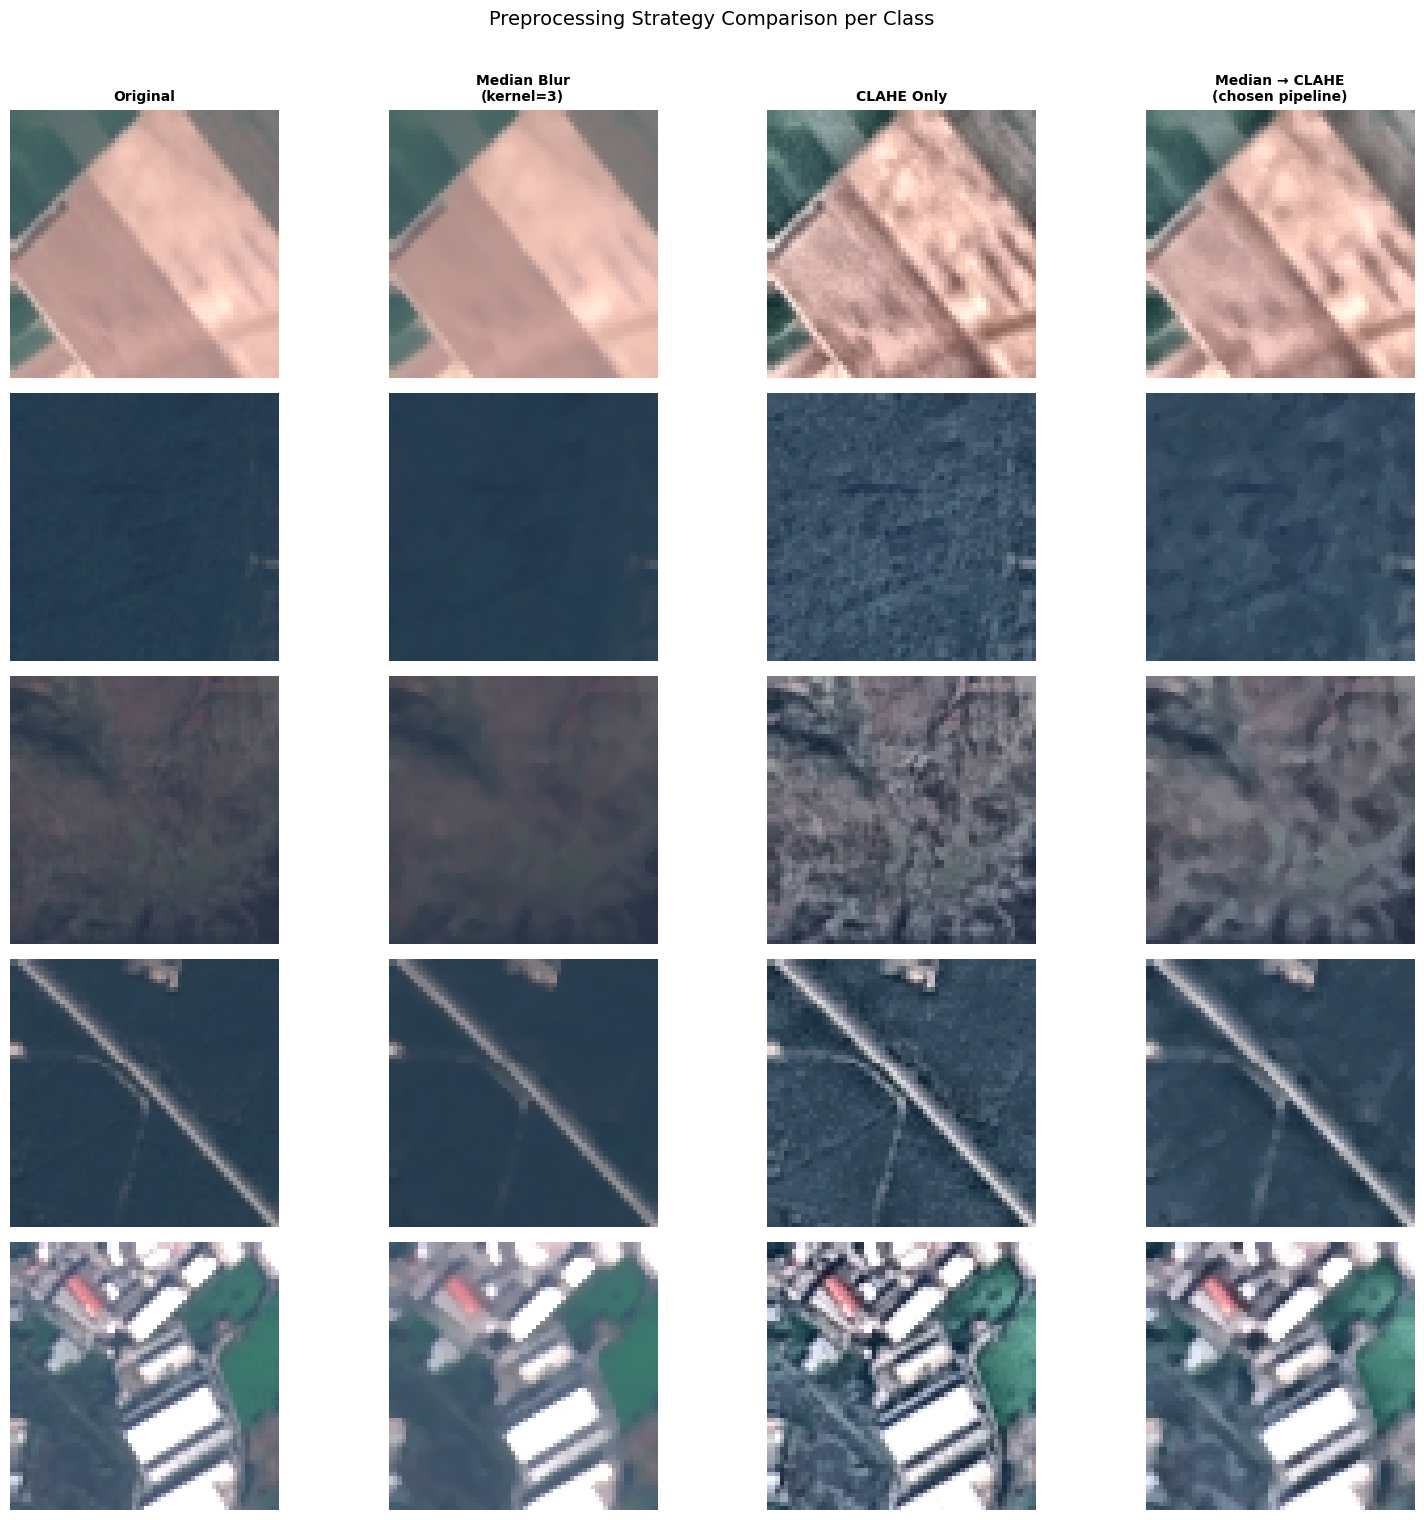 Preprocessing Strategy Comparison per Class
Original
Median Blur
(kernel=3)
CLAHE Only
Median → CLAHE
(chosen pipeline)